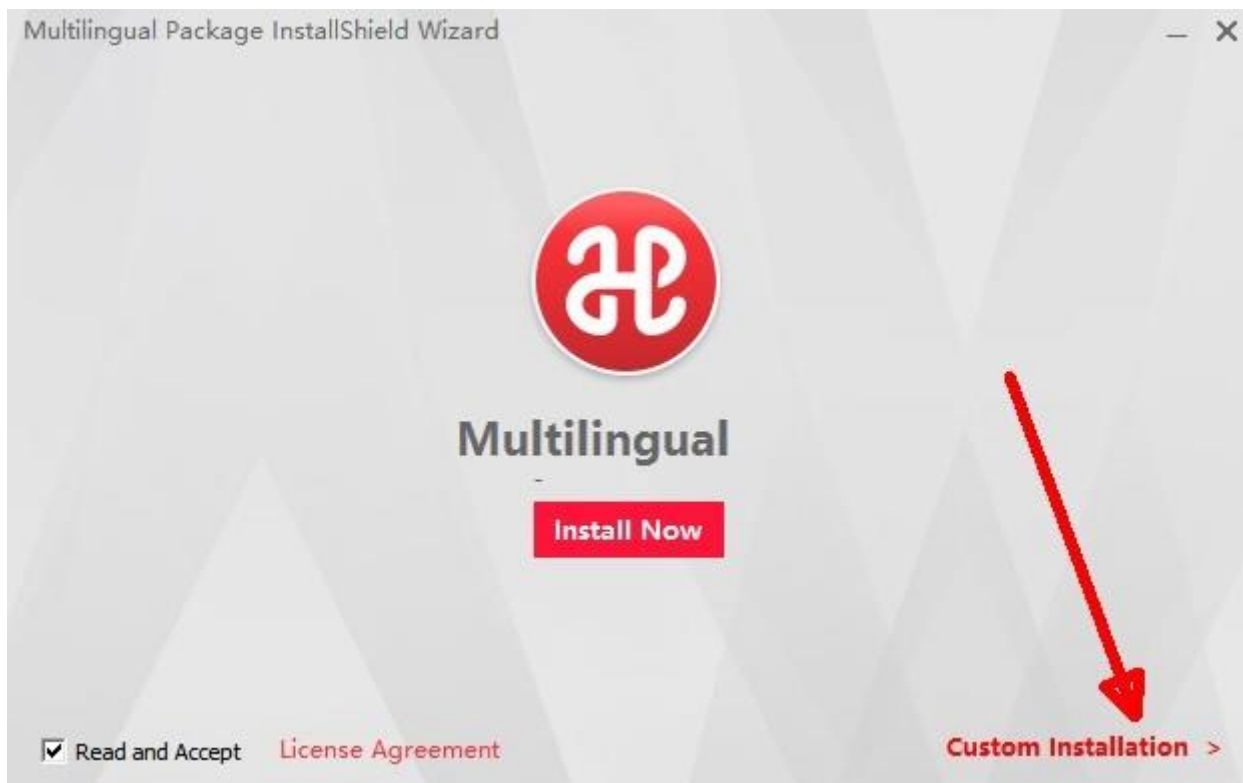 Multilingual Package InstallShield Wizard
Multilingual
-
Install Now
Read and Accept License Agreement
Custom Installation >